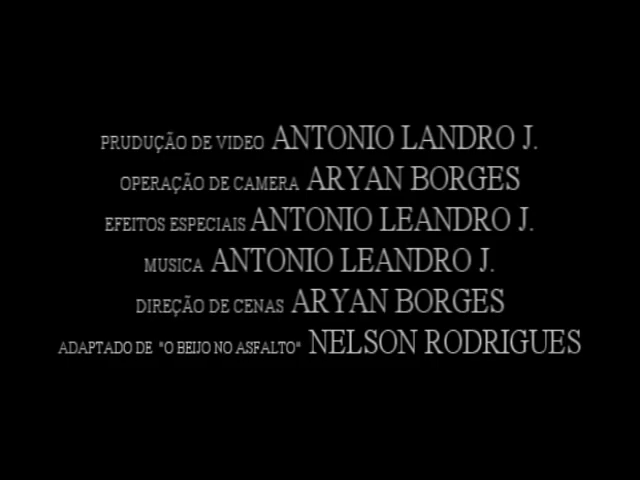 PRUDUÇÃO DE VIDEO ANTONIO LANDRO J.
OPERAÇÃO DE CAMERA ARYAN BORGES
EFEITOS ESPECIAIS ANTONIO LEANDRO J.
MUSICA ANTONIO LEANDRO J.
DIREÇÃO DE CENAS ARYAN BORGES
ADAPTADO DE "O BEIJO NO ASFALTO" NELSON RODRIGUES